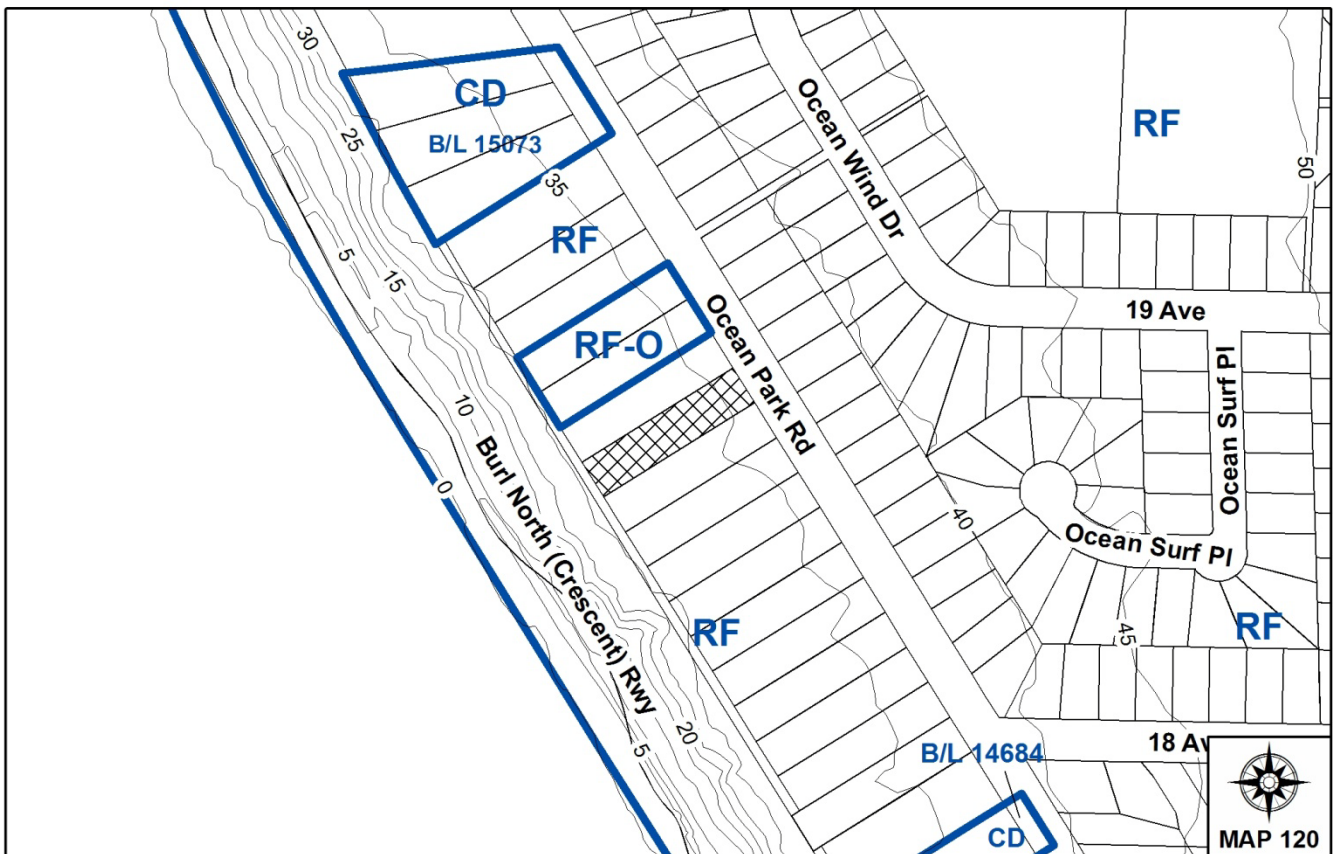 30
CD
B/L 15073
25
35
RF
Ocean Wind Dr
RF
50
5
15
RF-O
Ocean Park Rd
19 Ave
Ocean Surf Pl
10
0
Burl North (Crescent) Rwy
40
Ocean Surf Pl
RF
45
RF
20
5
B/L 14684
18 Av
CD
MAP 120